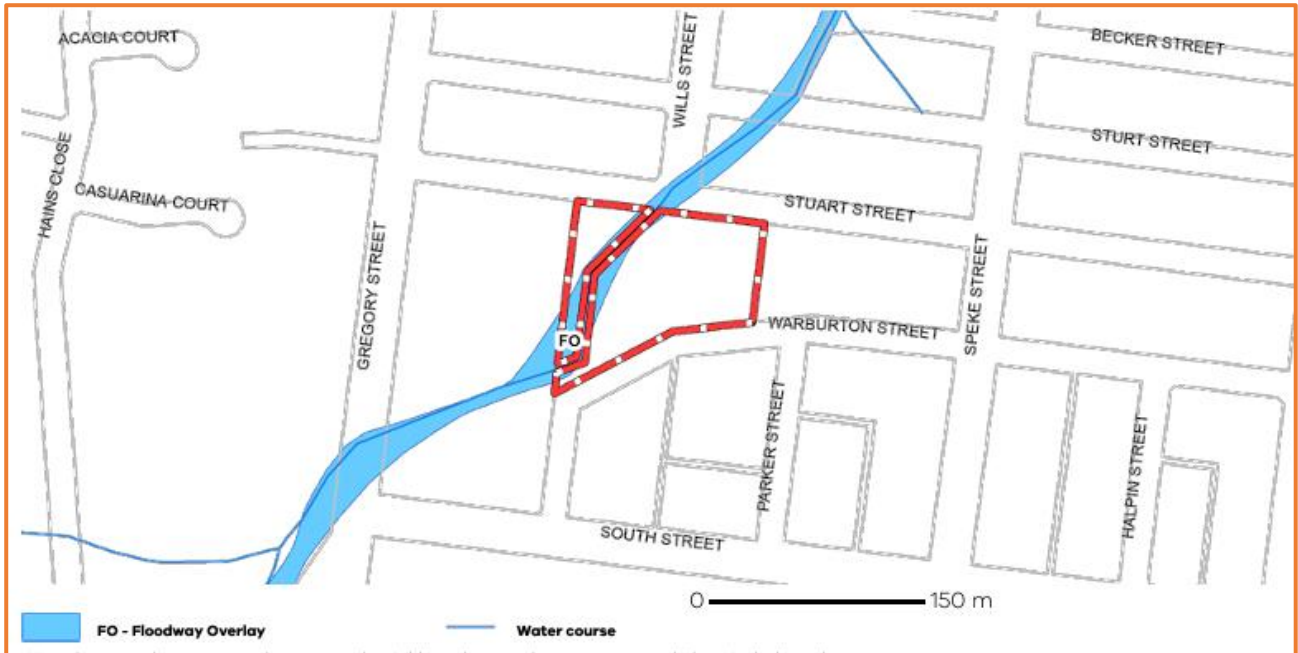 ACACIA COURT
BECKER STREET
WILLS STREET
STURT STREET
HAINS CLOSE
CASUARINA COURT
STUART STREET
GREGORY STREET
SPEKE STREET
WARBURTON STREET
FO
PARKER STREET
HALPIN STREET
SOUTH STREET
0 150 m
FO - Floodway Overlay
Water course